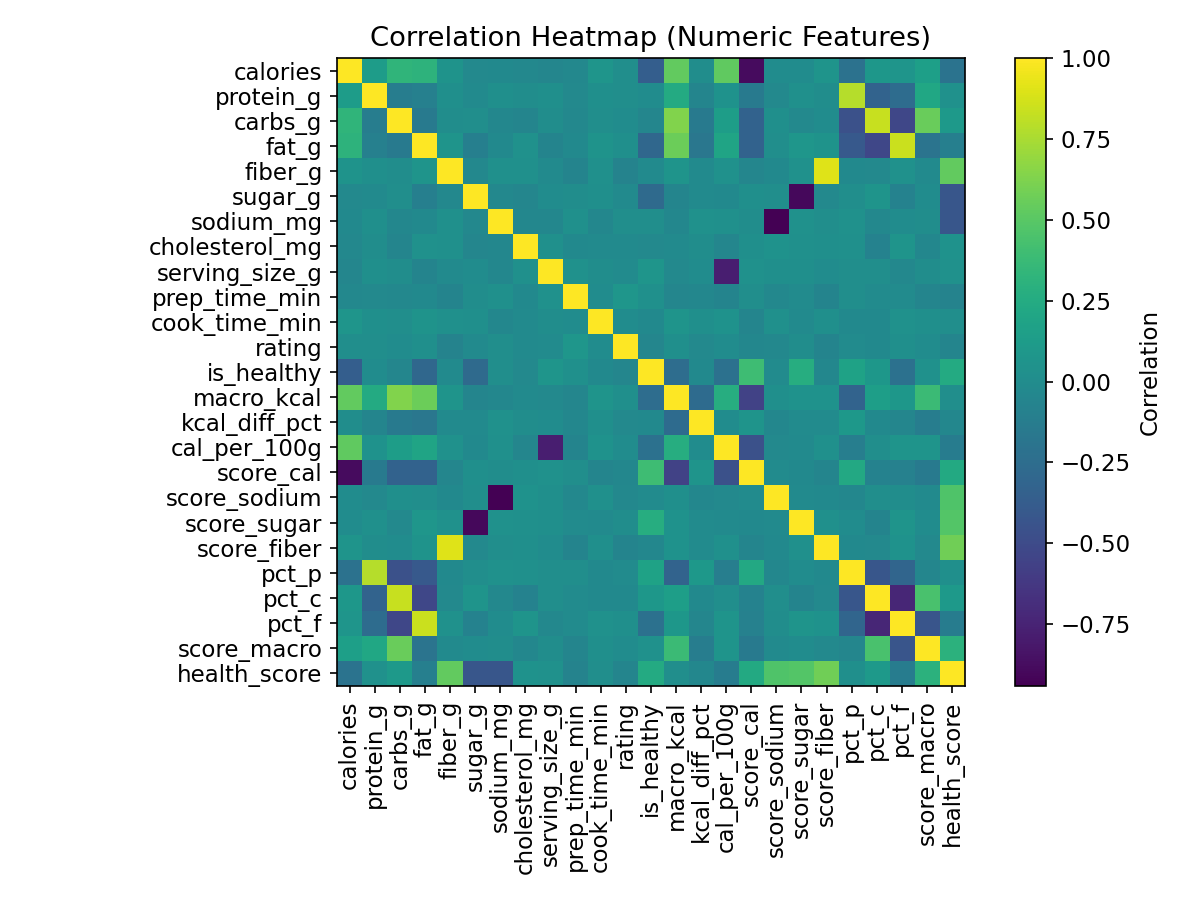 Correlation Heatmap (Numeric Features)
calories
protein_g
carbs_g
fat_g
fiber_g
sugar_g
sodium_mg
cholesterol_mg
serving_size_g
prep_time_min
cook_time_min
rating
is_healthy
macro_kcal
kcal_diff_pct
cal_per_100g
score_cal
score_sodium
score_sugar
score_fiber
pct_p
pct_c
pct_f
score_macro
health_score
calories
protein_g
carbs_g
fat_g
fiber_g
sugar_g
sodium_mg
cholesterol_mg
serving_size_g
prep_time_min
cook_time_min
rating
is_healthy
macro_kcal
kcal_diff_pct
cal_per_100g
score_cal
score_sodium
score_sugar
score_fiber
pct_p
pct_c
pct_f
score_macro
health_score
1.00
0.75
0.50
0.25
0.00
−0.25
−0.50
−0.75
Correlation